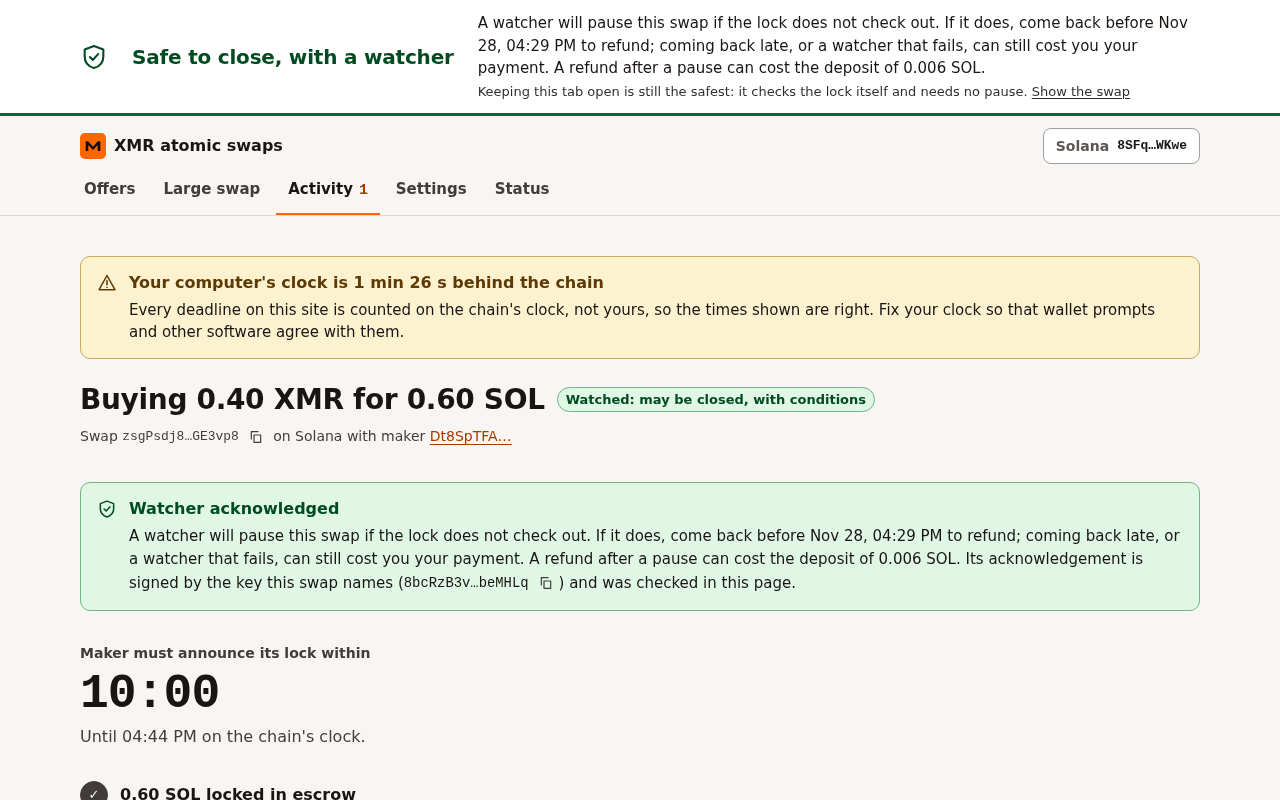 Safe to close, with a watcher
A watcher will pause this swap if the lock does not check out. If it does, come back before Nov
28, 04:29 PM to refund; coming back late, or a watcher that fails, can still cost you your
payment. A refund after a pause can cost the deposit of 0.006 SOL.
Keeping this tab open is still the safest: it checks the lock itself and needs no pause. Show the swap
XMR atomic swaps
Solana 8SFq…WKwe
Offers Large swap Activity 1 Settings Status
Your computer's clock is 1 min 26 s behind the chain
Every deadline on this site is counted on the chain's clock, not yours, so the times shown are right. Fix your clock so that wallet prompts
and other software agree with them.
Buying 0.40 XMR for 0.60 SOL Watched: may be closed, with conditions
Swap zsgPsdj8…GE3vp8 on Solana with maker Dt8SpTFA…
Watcher acknowledged
A watcher will pause this swap if the lock does not check out. If it does, come back before Nov 28, 04:29 PM to refund; coming back late, or
a watcher that fails, can still cost you your payment. A refund after a pause can cost the deposit of 0.006 SOL. Its acknowledgement is
signed by the key this swap names (8bcRzB3v…beMHLq ) and was checked in this page.
Maker must announce its lock within
10:00
Until 04:44 PM on the chain's clock.
0.60 SOL locked in escrow